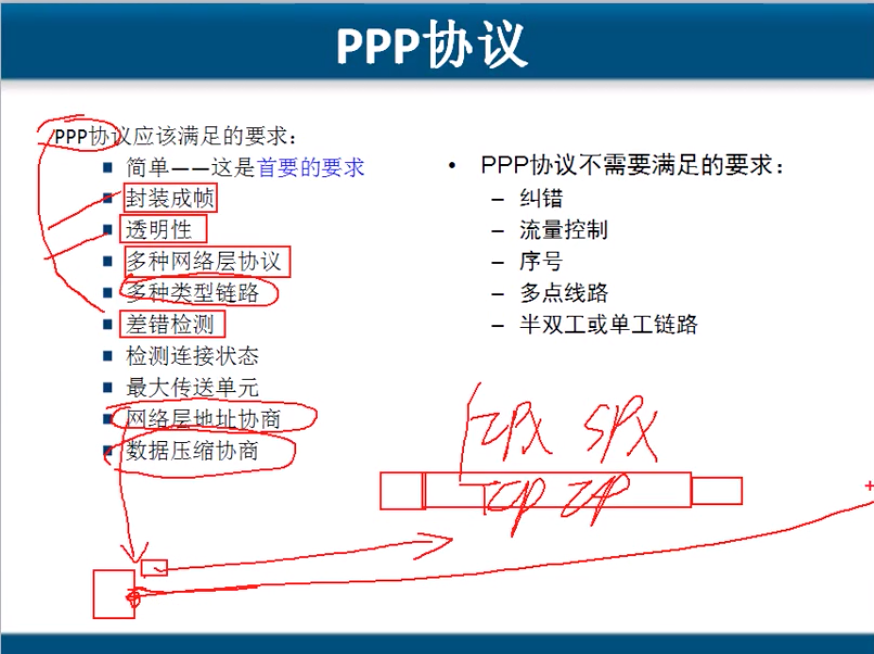 PPP协议
PPP协议应该满足的要求：
简单——这是首要的要求
封装成帧
透明性
多种网络层协议
多种类型链路
差错检测
检测连接状态
最大传送单元
网络层地址协商
数据压缩协商
• PPP协议不需要满足的要求：
– 纠错
– 流量控制
– 序号
– 多点线路
– 半双工或单工链路
IPX SPX
TCP IP